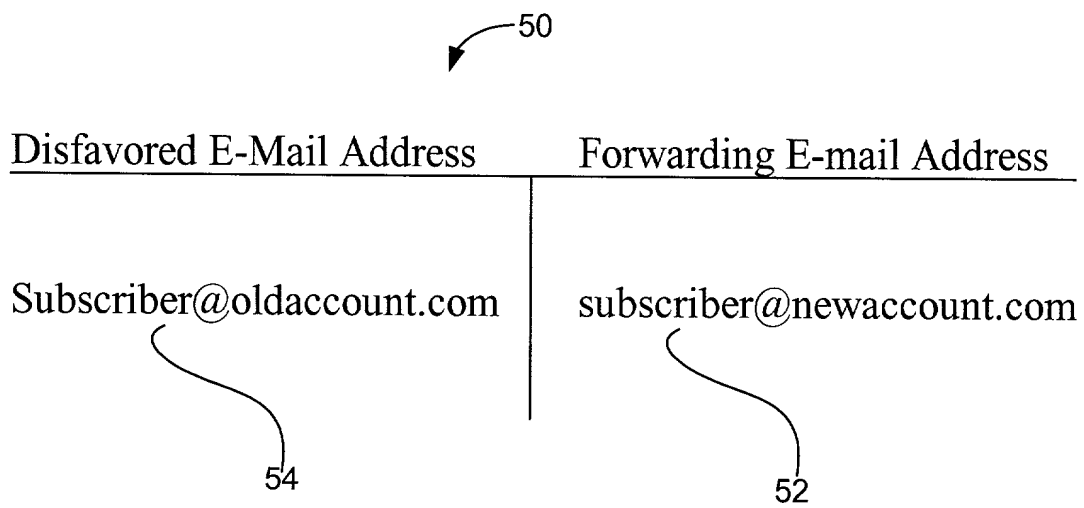 50
Disfavored E-Mail Address Forwarding E-mail Address
Subscriber@oldaccount.com subscriber@newaccount.com
54 52